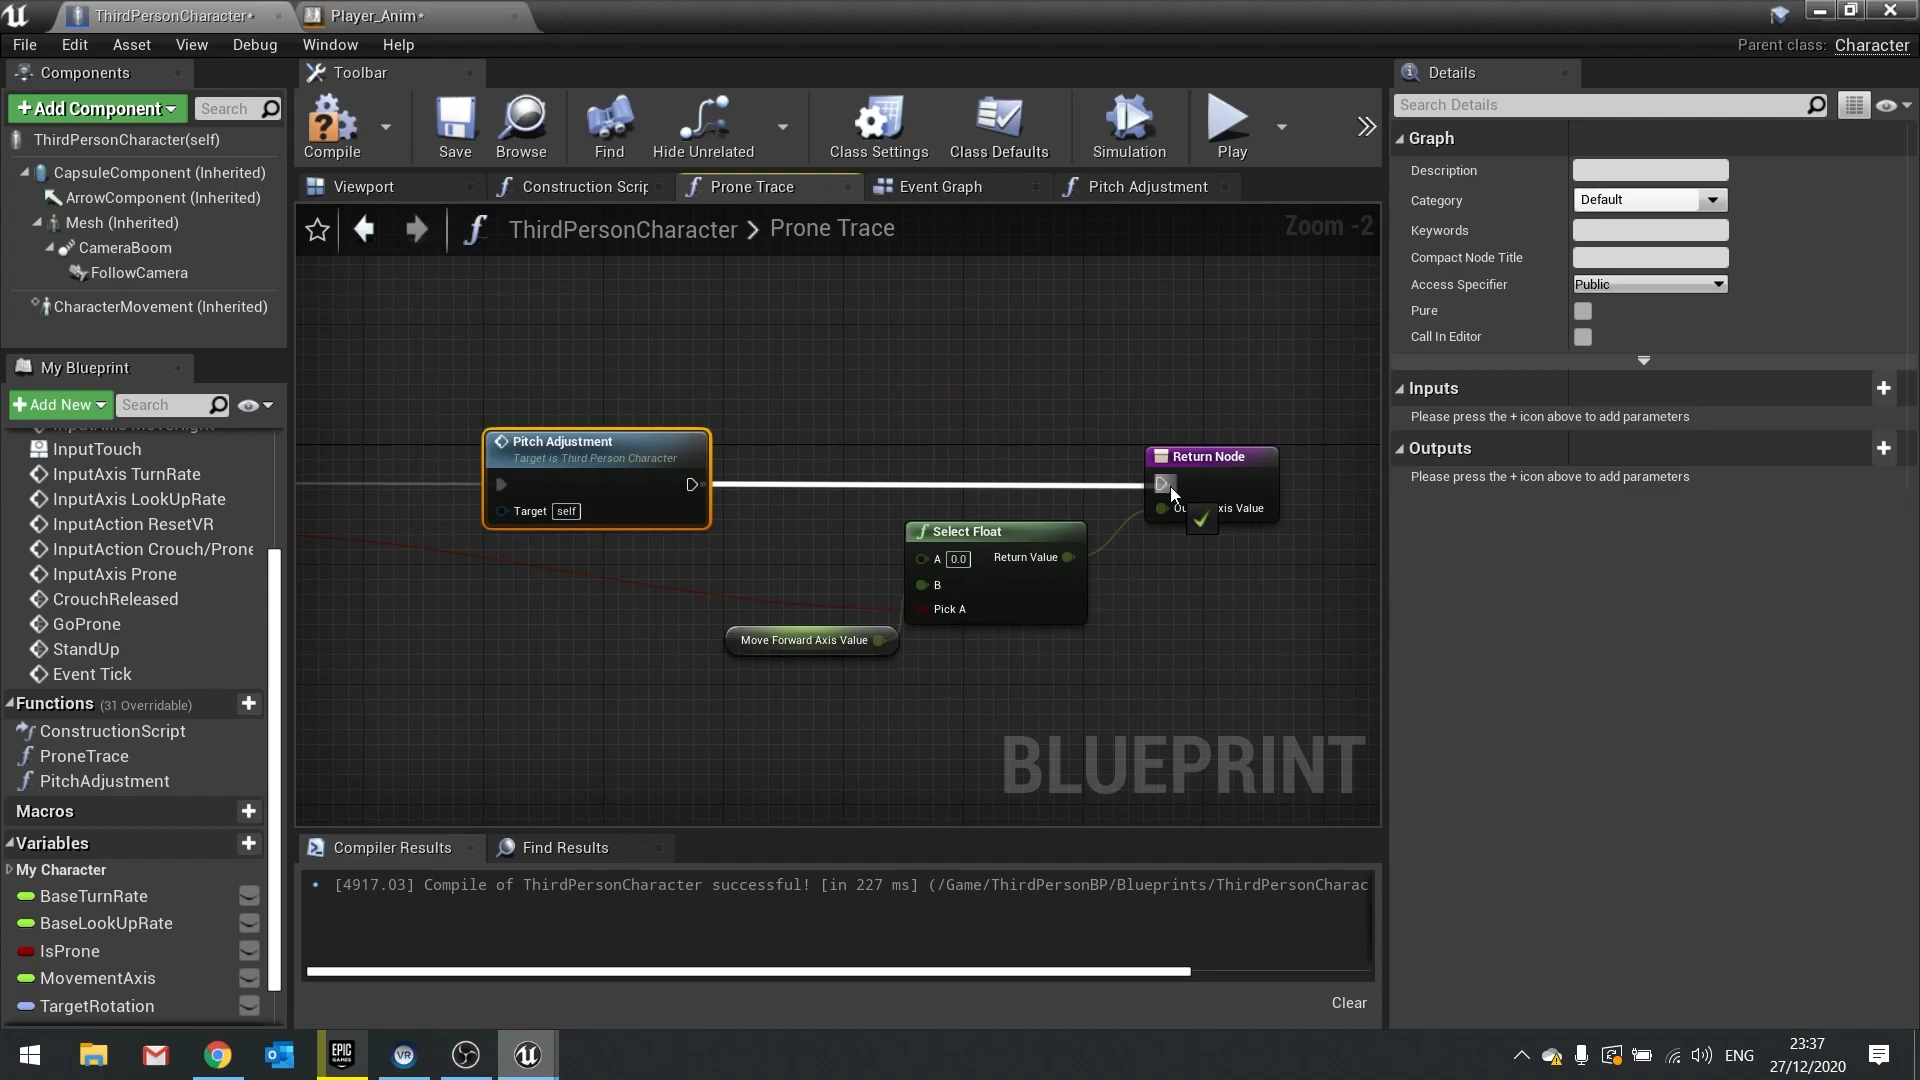 ThirdPersonCharacter*
Player_Anim*
File Edit Asset View Debug Window Help
Parent class: Character
Components
Toolbar
Details
+Add Component
Search
Search Details
Compile
Save
Browse
Find
Hide Unrelated
Class Settings
Class Defaults
Simulation
Play
ThirdPersonCharacter(self)
CapsuleComponent (Inherited)
ArrowComponent (Inherited)
Mesh (Inherited)
CameraBoom
FollowCamera
CharacterMovement (Inherited)
Graph
Description
Category Default
Keywords
Compact Node Title
Access Specifier Public
Pure
Call In Editor
Inputs
Please press the + icon above to add parameters
Outputs
Please press the + icon above to add parameters
Viewport
Construction Scrip
Prone Trace
Event Graph
Pitch Adjustment
ThirdPersonCharacter > Prone Trace
Zoom -2
My Blueprint
+ Add New
Search
InputTouch
InputAxis TurnRate
InputAxis LookUpRate
InputAction ResetVR
InputAction Crouch/Prone
InputAxis Prone
CrouchReleased
GoProne
StandUp
Event Tick
Functions (31 Overridable)
ConstructionScript
ProneTrace
PitchAdjustment
Macros
Variables
My Character
BaseTurnRate
BaseLookUpRate
IsProne
MovementAxis
TargetRotation
Pitch Adjustment
Target is Third Person Character
Target self
Return Node
xis Value
Select Float
A 0.0 Return Value
B
Pick A
Move Forward Axis Value
BLUEPRINT
Compiler Results
Find Results
[4917.03] Compile of ThirdPersonCharacter successful! [in 227 ms] (/Game/ThirdPersonBP/Blueprints/ThirdPersonCharac
Clear
EPIC
GAMES
VR
ENG
23:37
27/12/2020